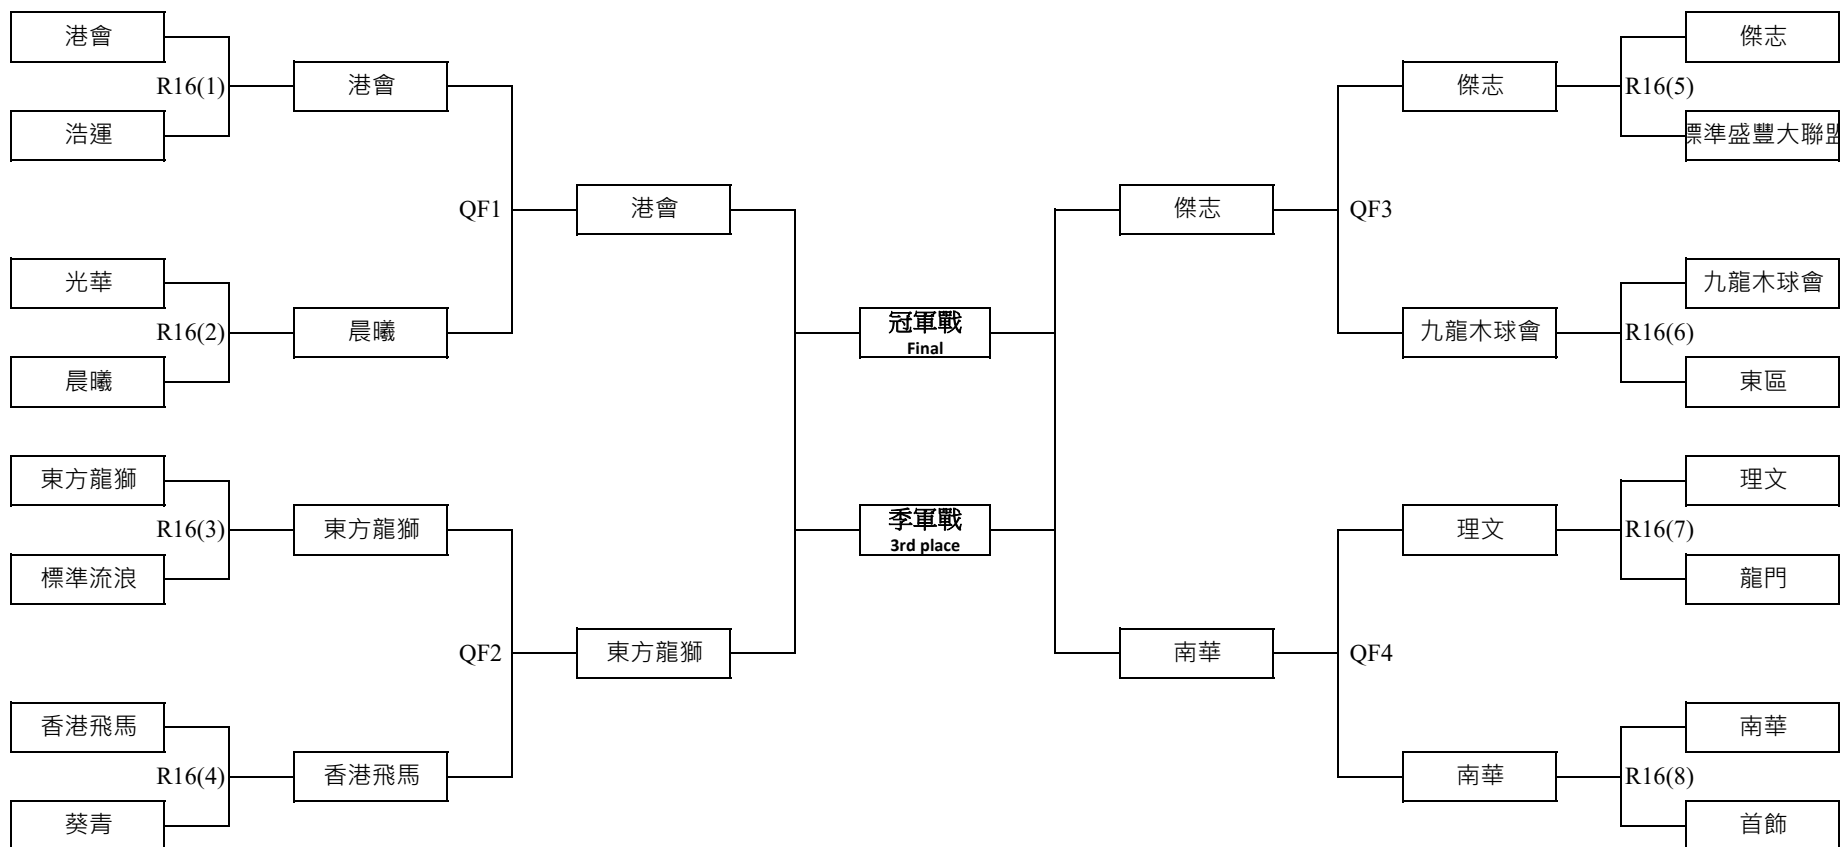 港會
傑志
R16(1)
港會
傑志
R16(5)
浩運
標準盛豐大聯盟
QF1
港會
傑志
QF3
光華
九龍木球會
R16(2)
晨曦
冠軍戰
Final
九龍木球會
R16(6)
晨曦
東區
東方龍獅
理文
R16(3)
東方龍獅
季軍戰
3rd place
理文
R16(7)
標準流浪
龍門
QF2
東方龍獅
南華
QF4
香港飛馬
南華
R16(4)
香港飛馬
南華
R16(8)
葵青
首飾